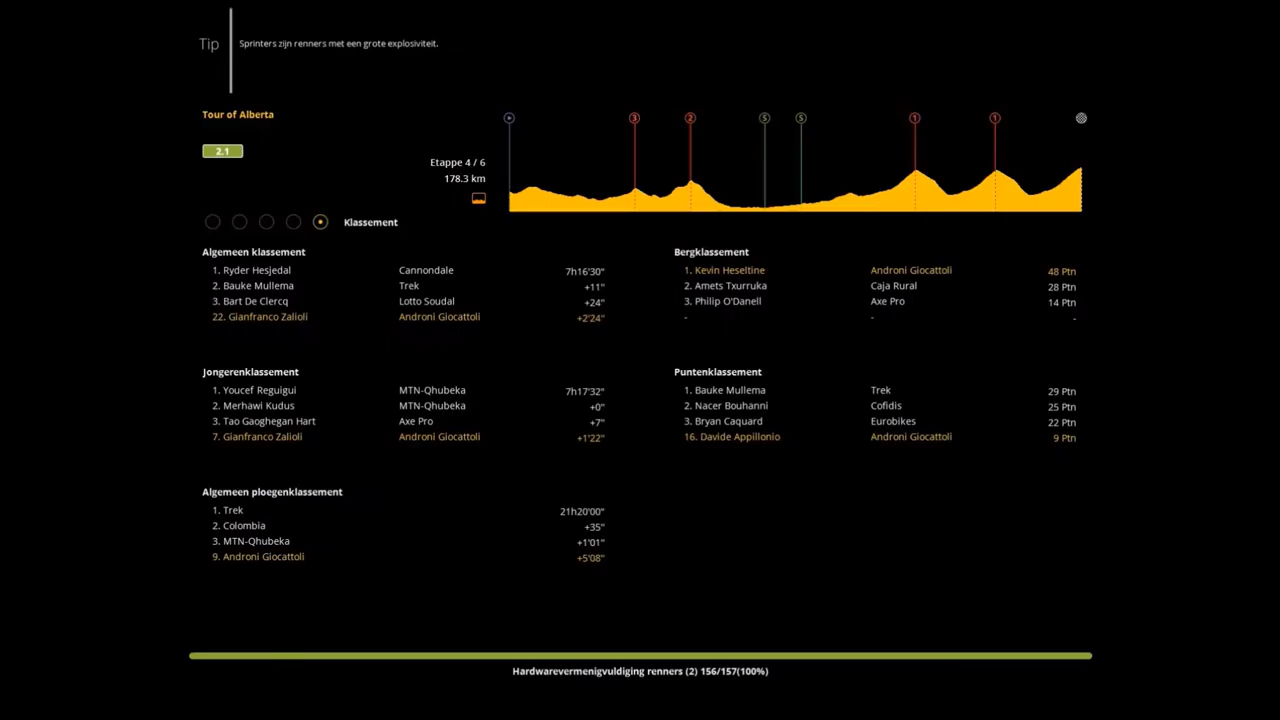 Tip
Sprinters zijn renners met een grote explosiviteit.
Tour of Alberta
2.1
Etappe 4 / 6
178.3 km
3 2 S S 1 1
Klassement
Algemeen klassement
1. Ryder Hesjedal Cannondale 7h16'30"
2. Bauke Mullema Trek +11"
3. Bart De Clercq Lotto Soudal +24"
22. Gianfranco Zalioli Androni Giocattoli +2'24"
Bergklassement
1. Kevin Heseltine Androni Giocattoli 48 Ptn
2. Amets Txurruka Caja Rural 28 Ptn
3. Philip O'Danell Axe Pro 14 Ptn
- - -
Jongerenklassement
1. Youcef Reguigui MTN-Qhubeka 7h17'32"
2. Merhawi Kudus MTN-Qhubeka +0"
3. Tao Gaoghegan Hart Axe Pro +7"
7. Gianfranco Zalioli Androni Giocattoli +1'22"
Puntenklassement
1. Bauke Mullema Trek 29 Ptn
2. Nacer Bouhanni Cofidis 25 Ptn
3. Bryan Caquard Eurobikes 22 Ptn
16. Davide Appillonio Androni Giocattoli 9 Ptn
Algemeen ploegenklassement
1. Trek 21h20'00"
2. Colombia +35"
3. MTN-Qhubeka +1'01"
9. Androni Giocattoli +5'08"
Hardwarevermenigvuldiging renners (2) 156/157(100%)